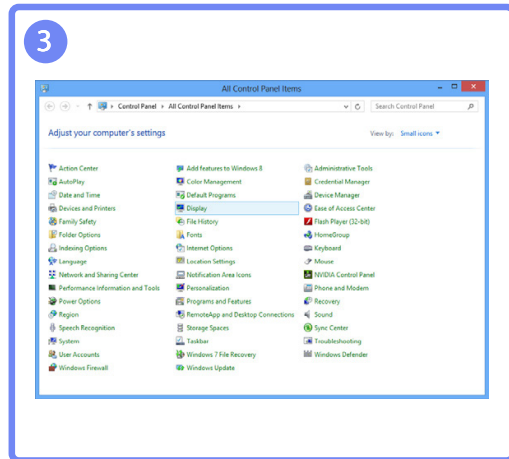 3
All Control Panel Items
Control Panel All Control Panel Items Search Control Panel
Adjust your computer's settings View by: Small icons
Action Center Add features to Windows 8 Administrative Tools
AutoPlay Color Management Credential Manager
Date and Time Default Programs Device Manager
Devices and Printers Display Ease of Access Center
Family Safety File History Flash Player (32-bit)
Folder Options Fonts HomeGroup
Indexing Options Internet Options Keyboard
Language Location Settings Mouse
Network and Sharing Center Notification Area Icons NVIDIA Control Panel
Performance Information and Tools Personalization Phone and Modem
Power Options Programs and Features Recovery
Region RemoteApp and Desktop Connections Sound
Speech Recognition Storage Spaces Sync Center
System Taskbar Troubleshooting
User Accounts Windows 7 File Recovery Windows Defender
Windows Firewall Windows Update